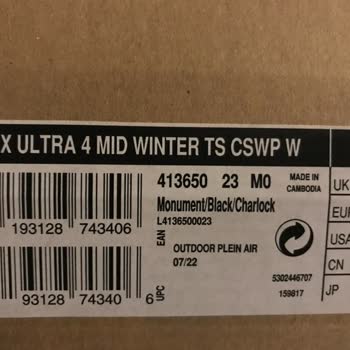 X ULTRA 4 MID WINTER TS CSWP W
413650 23 M0
MADE IN
CAMBODIA
Monument/Black/Charlock
L4136500023
193128 743406
EAN
OUTDOOR PLEIN AIR
07/22
5302446707
159817
93128 74340 6
UPC
UK
EUR
USA
CN
JP